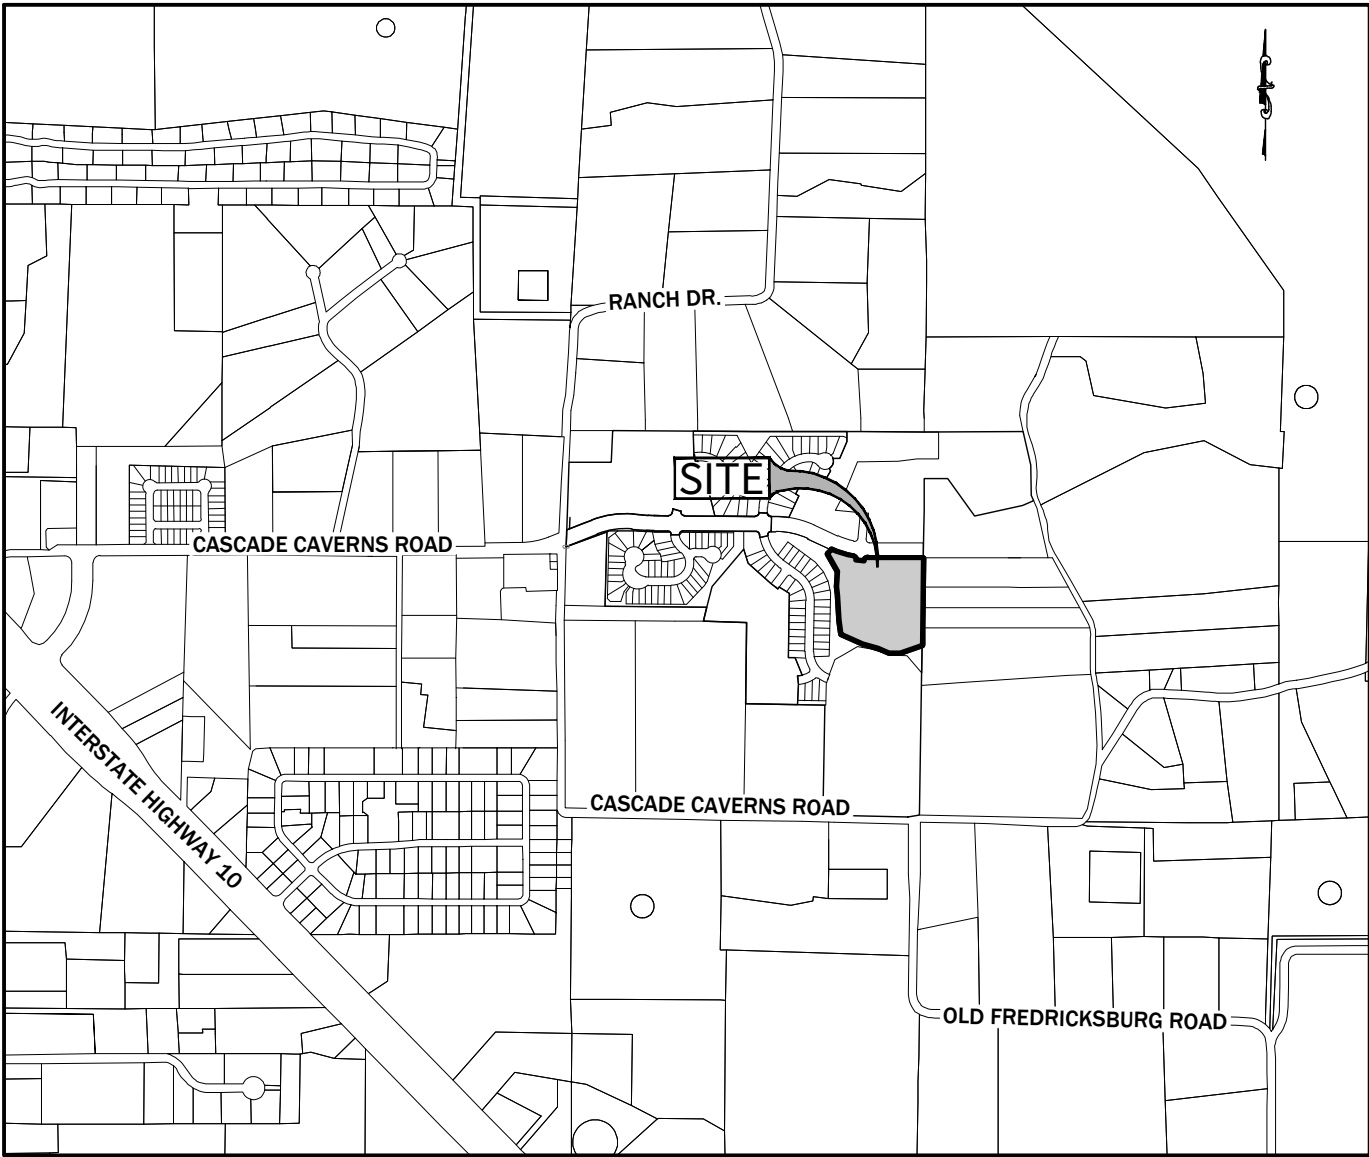 RANCH DR.
SITE
CASCADE CAVERNS ROAD
INTERSTATE HIGHWAY 10
CASCADE CAVERNS ROAD
OLD FREDRICKSBURG ROAD